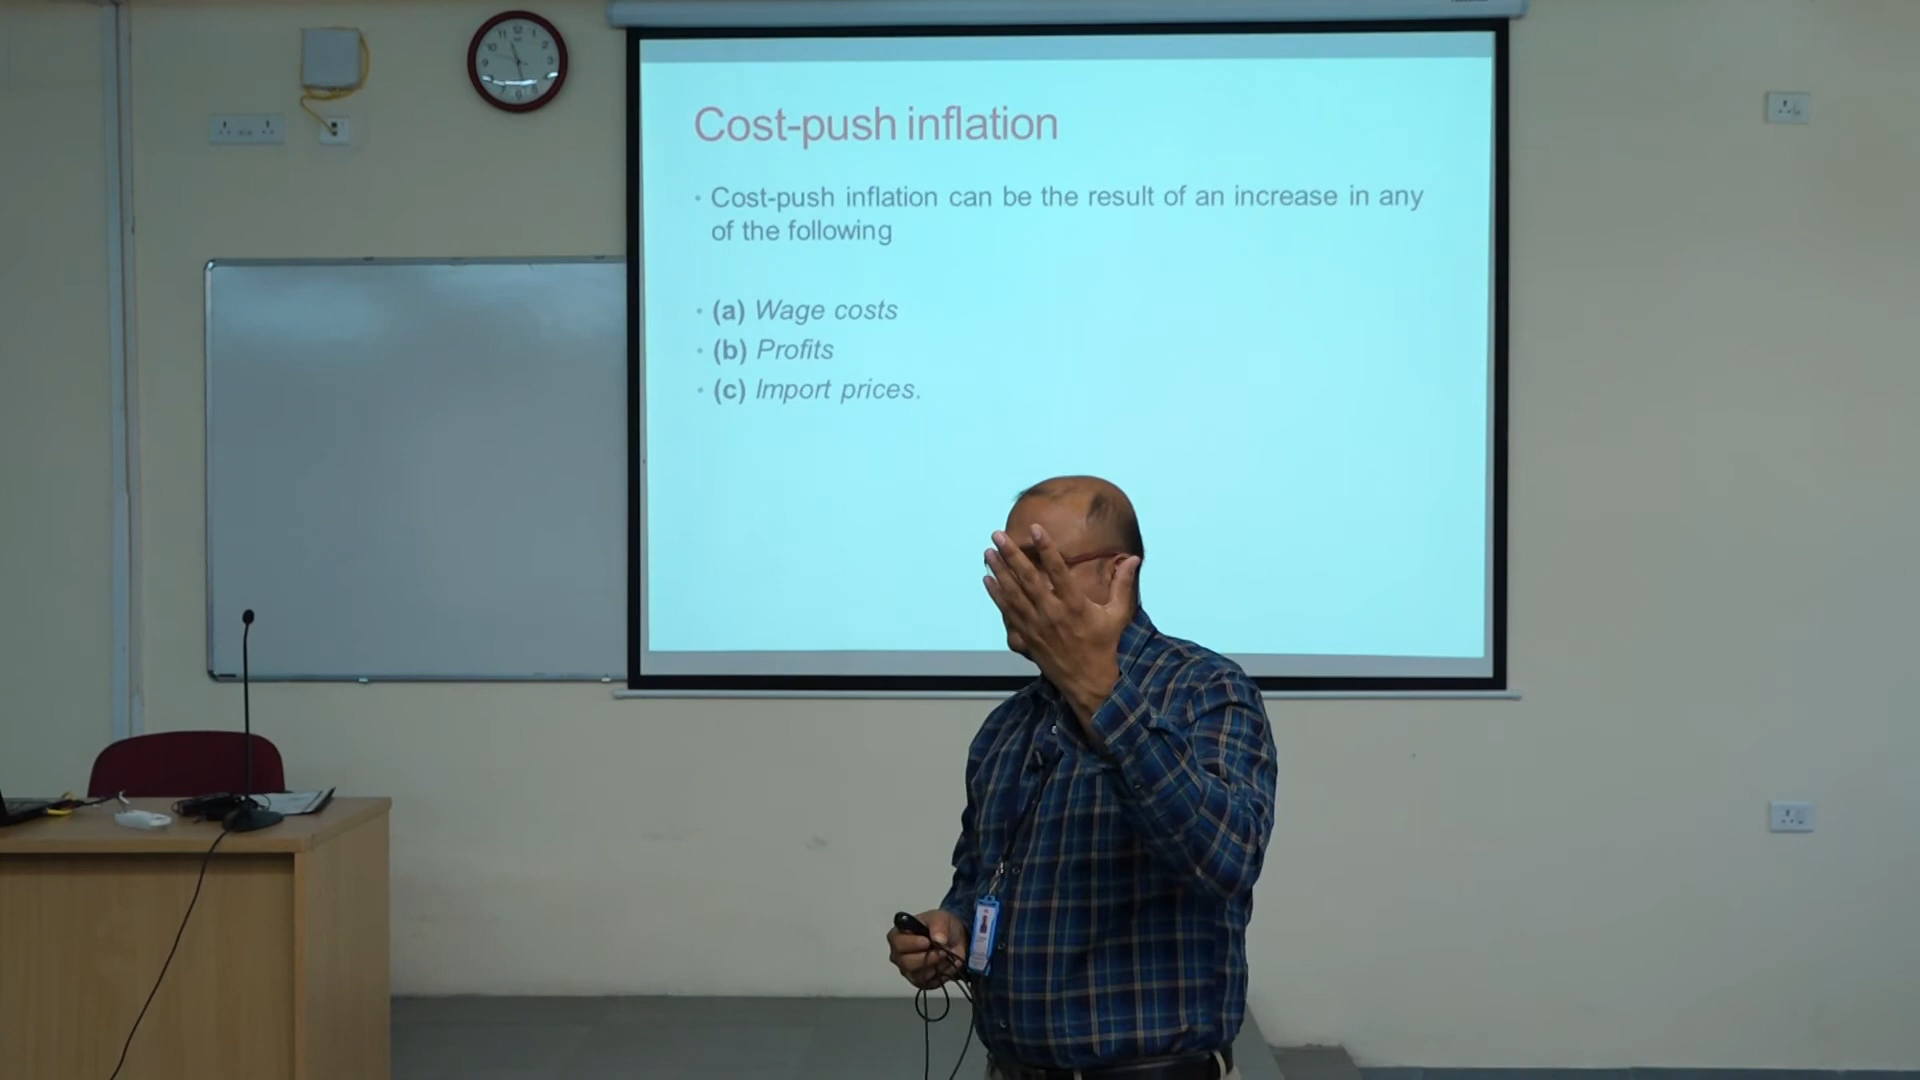 Cost-push inflation
• Cost-push inflation can be the result of an increase in any
of the following
• (a) Wage costs
• (b) Profits
• (c) Import prices.